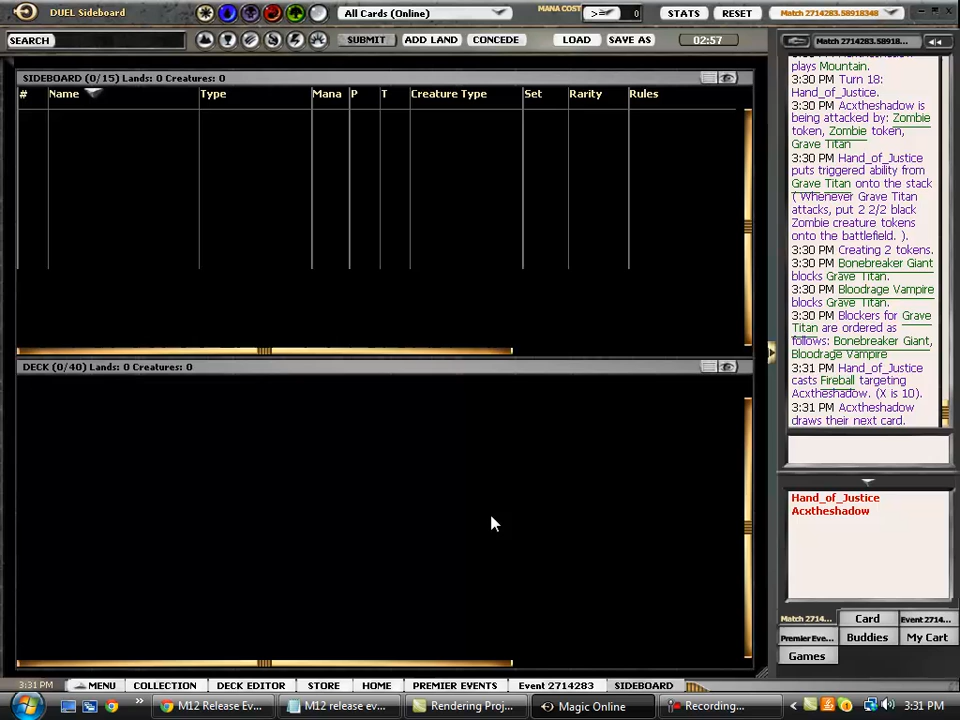 DUEL Sideboard
All Cards (Online)
MANA COST
>= 0
STATS
RESET
Match 2714283.58918348
SEARCH
SUBMIT
ADD LAND
CONCEDE
LOAD
SAVE AS
02:57
Match 2714283.5891...
SIDEBOARD (0/15) Lands: 0 Creatures: 0
# Name Type Mana P T Creature Type Set Rarity Rules
DECK (0/40) Lands: 0 Creatures: 0
plays Mountain.
3:30 PM Turn 18:
Hand_of_Justice.
3:30 PM Acxtheshadow is
being attacked by: Zombie
token, Zombie token,
Grave Titan
3:30 PM Hand_of_Justice
puts triggered ability from
Grave Titan onto the stack
( Whenever Grave Titan
attacks, put 2 2/2 black
Zombie creature tokens
onto the battlefield. ).
3:30 PM Creating 2 tokens.
3:30 PM Bonebreaker Giant
blocks Grave Titan.
3:30 PM Bloodrage Vampire
blocks Grave Titan.
3:30 PM Blockers for Grave
Titan are ordered as
follows: Bonebreaker Giant,
Bloodrage Vampire
3:31 PM Hand_of_Justice
casts Fireball targeting
Acxtheshadow. (X is 10).
3:31 PM Acxtheshadow
draws their next card.
Hand_of_Justice
Acxtheshadow
Match 2714...
Card
Event 2714...
Premier Eve...
Buddies
My Cart
Games
3:31 PM
MENU
COLLECTION
DECK EDITOR
STORE
HOME
PREMIER EVENTS
Event 2714283
SIDEBOARD
M12 Release Ev...
M12 release ev...
Rendering Proj...
Magic Online
Recording...
3:31 PM